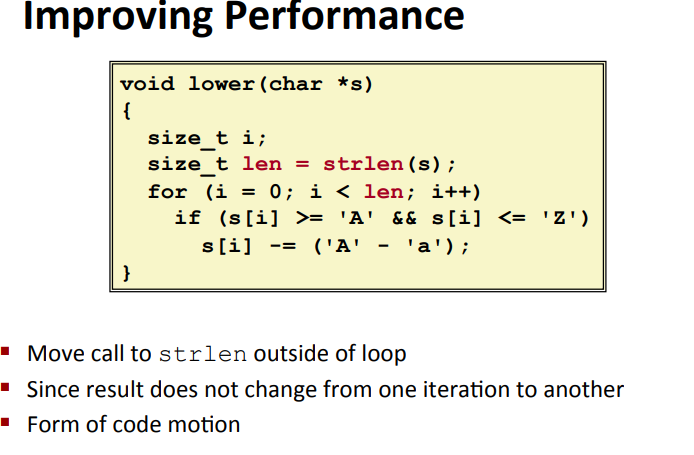 Improving Performance
void lower(char *s)
{
  size_t i;
  size_t len = strlen(s);
  for (i = 0; i < len; i++)
    if (s[i] >= 'A' && s[i] <= 'Z')
      s[i] -= ('A' - 'a');
}
▪ Move call to strlen outside of loop
▪ Since result does not change from one iteration to another
▪ Form of code motion